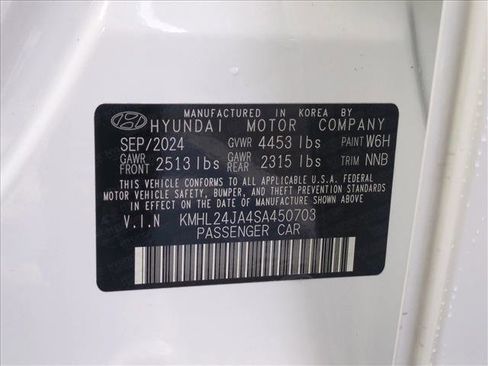 MANUFACTURED IN KOREA BY
HYUNDAI MOTOR COMPANY
SEP/2024 GVWR 4453 lbs PAINT W6H
GAWR FRONT 2513 lbs GAWR REAR 2315 lbs TRIM NNB
THIS VEHICLE CONFORMS TO ALL APPLICABLE U.S.A. FEDERAL
MOTOR VEHICLE SAFETY, BUMPER, AND THEFT PREVENTION
STANDARDS IN EFFECT ON THE DATE OF MANUFACTURE SHOWN ABOVE.
V.I.N KMHL24JA4SA450703
PASSENGER CAR